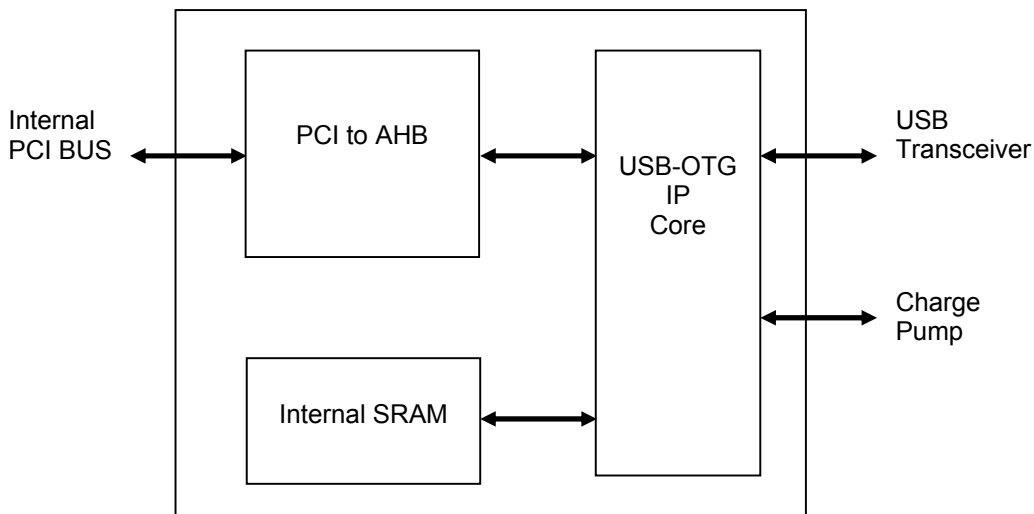 Internal
PCI BUS
PCI to AHB
USB-OTG
IP
Core
USB
Transceiver
Charge
Pump
Internal SRAM